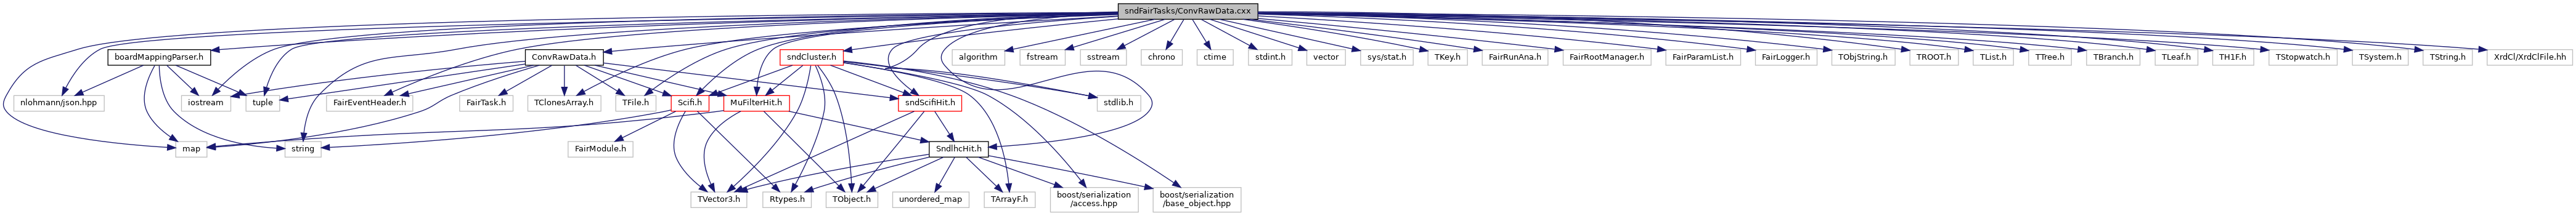 sndFairTasks/ConvRawData.cxx
boardMappingParser.h
ConvRawData.h
sndCluster.h
algorithm
fstream
sstream
chrono
ctime
stdint.h
vector
sys/stat.h
TKey.h
FairRunAna.h
FairRootManager.h
FairParamList.h
FairLogger.h
TObjString.h
TROOT.h
TList.h
TTree.h
TBranch.h
TLeaf.h
TH1F.h
TStopwatch.h
TSystem.h
TString.h
XrdCl/XrdClFile.hh
nlohmann/json.hpp
iostream
tuple
FairEventHeader.h
FairTask.h
TClonesArray.h
TFile.h
Scifi.h
MuFilterHit.h
sndScifiHit.h
stdlib.h
map
string
FairModule.h
SndlhcHit.h
TVector3.h
Rtypes.h
TObject.h
unordered_map
TArrayF.h
boost/serialization
/access.hpp
boost/serialization
/base_object.hpp